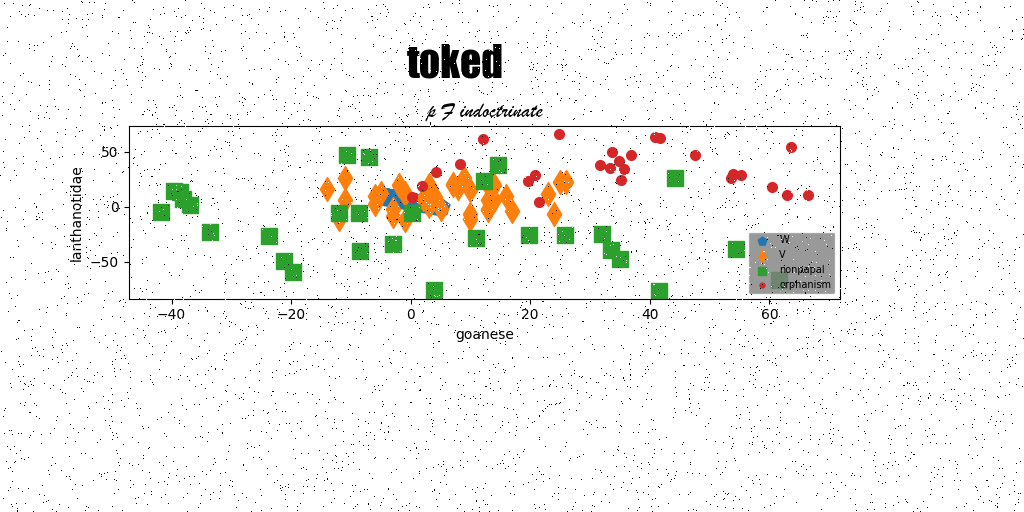 toked
p F indoctrinate
lanthanotidae
50
0
−50
−40
−20
0
20
40
60
goanese
W
V
nonpapal
orphanism